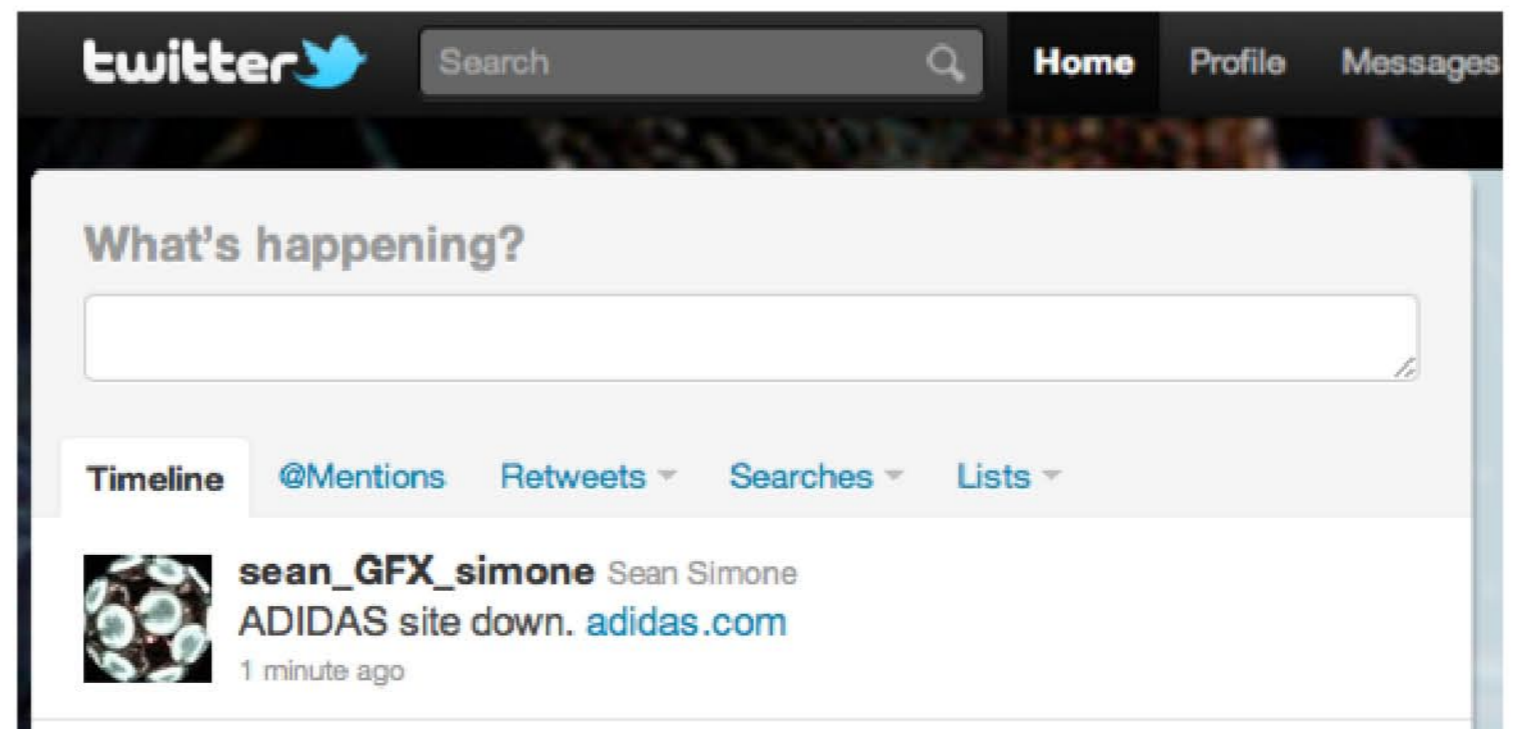 twitter Search Home Profile Messages
What's happening?
Timeline @Mentions Retweets Searches Lists
sean_GFX_simone Sean Simone
ADIDAS site down. adidas.com
1 minute ago